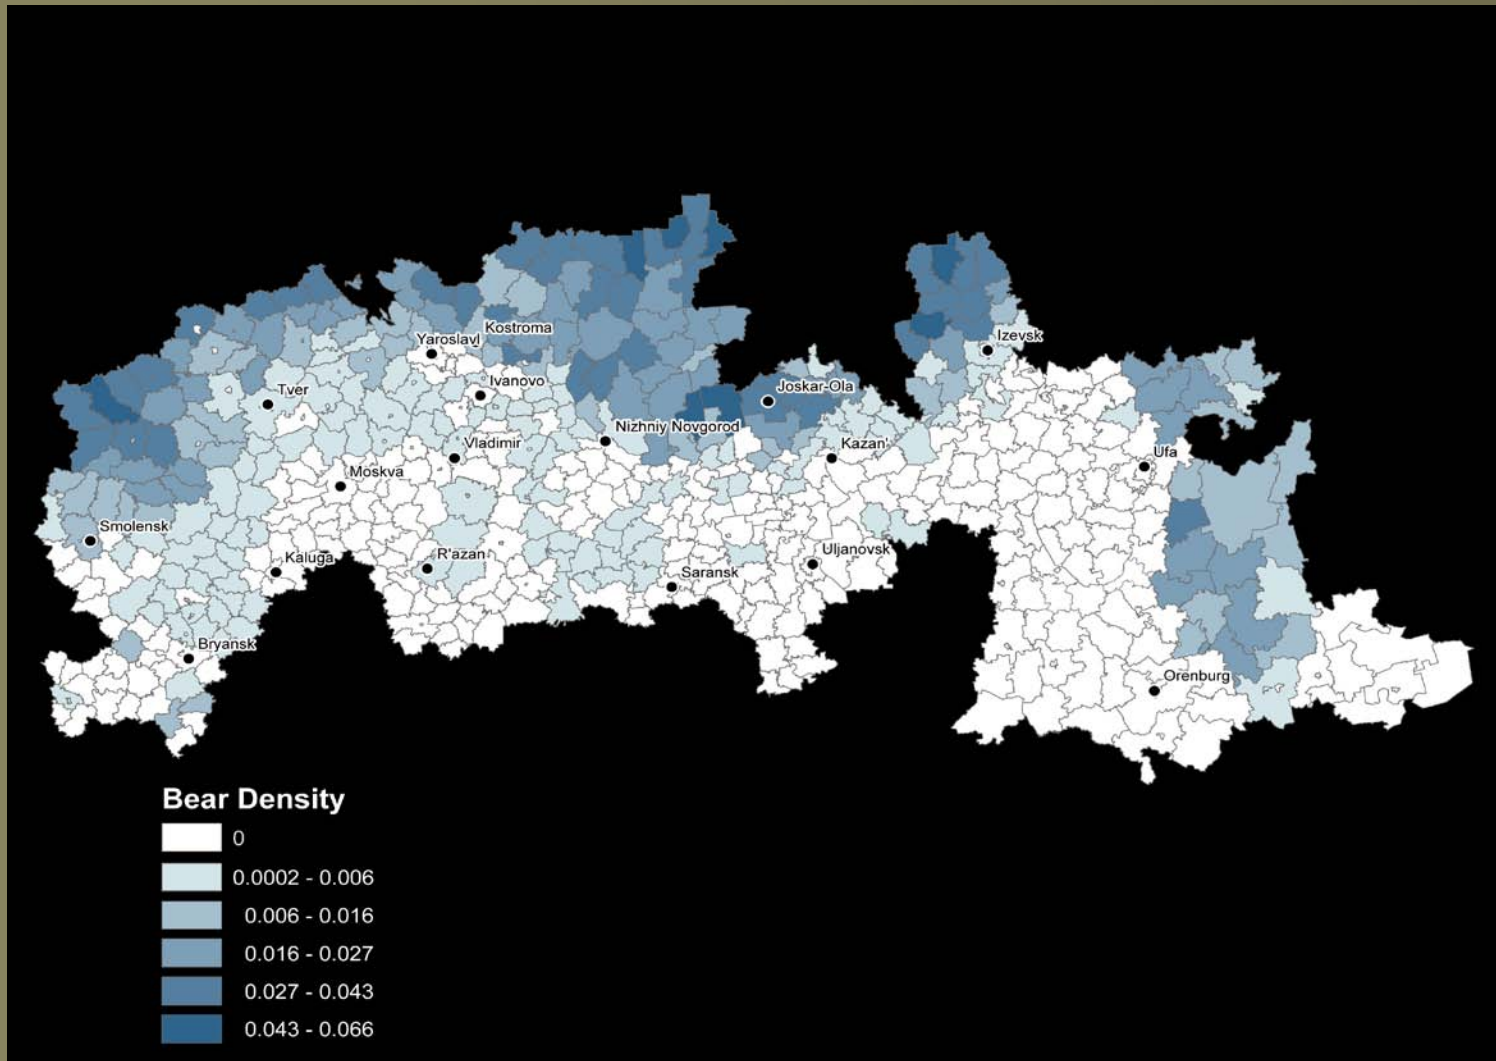 Kostroma
Yaroslavl
Izevsk
Ivanovo
Joskar-Ola
Tver
Nizhniy Novgorod
Vladimir
Kazan'
Ufa
Moskva
Smolensk
Uljanovsk
R'azan
Kaluga
Saransk
Bryansk
Orenburg
Bear Density
0
0.0002 - 0.006
0.006 - 0.016
0.016 - 0.027
0.027 - 0.043
0.043 - 0.066